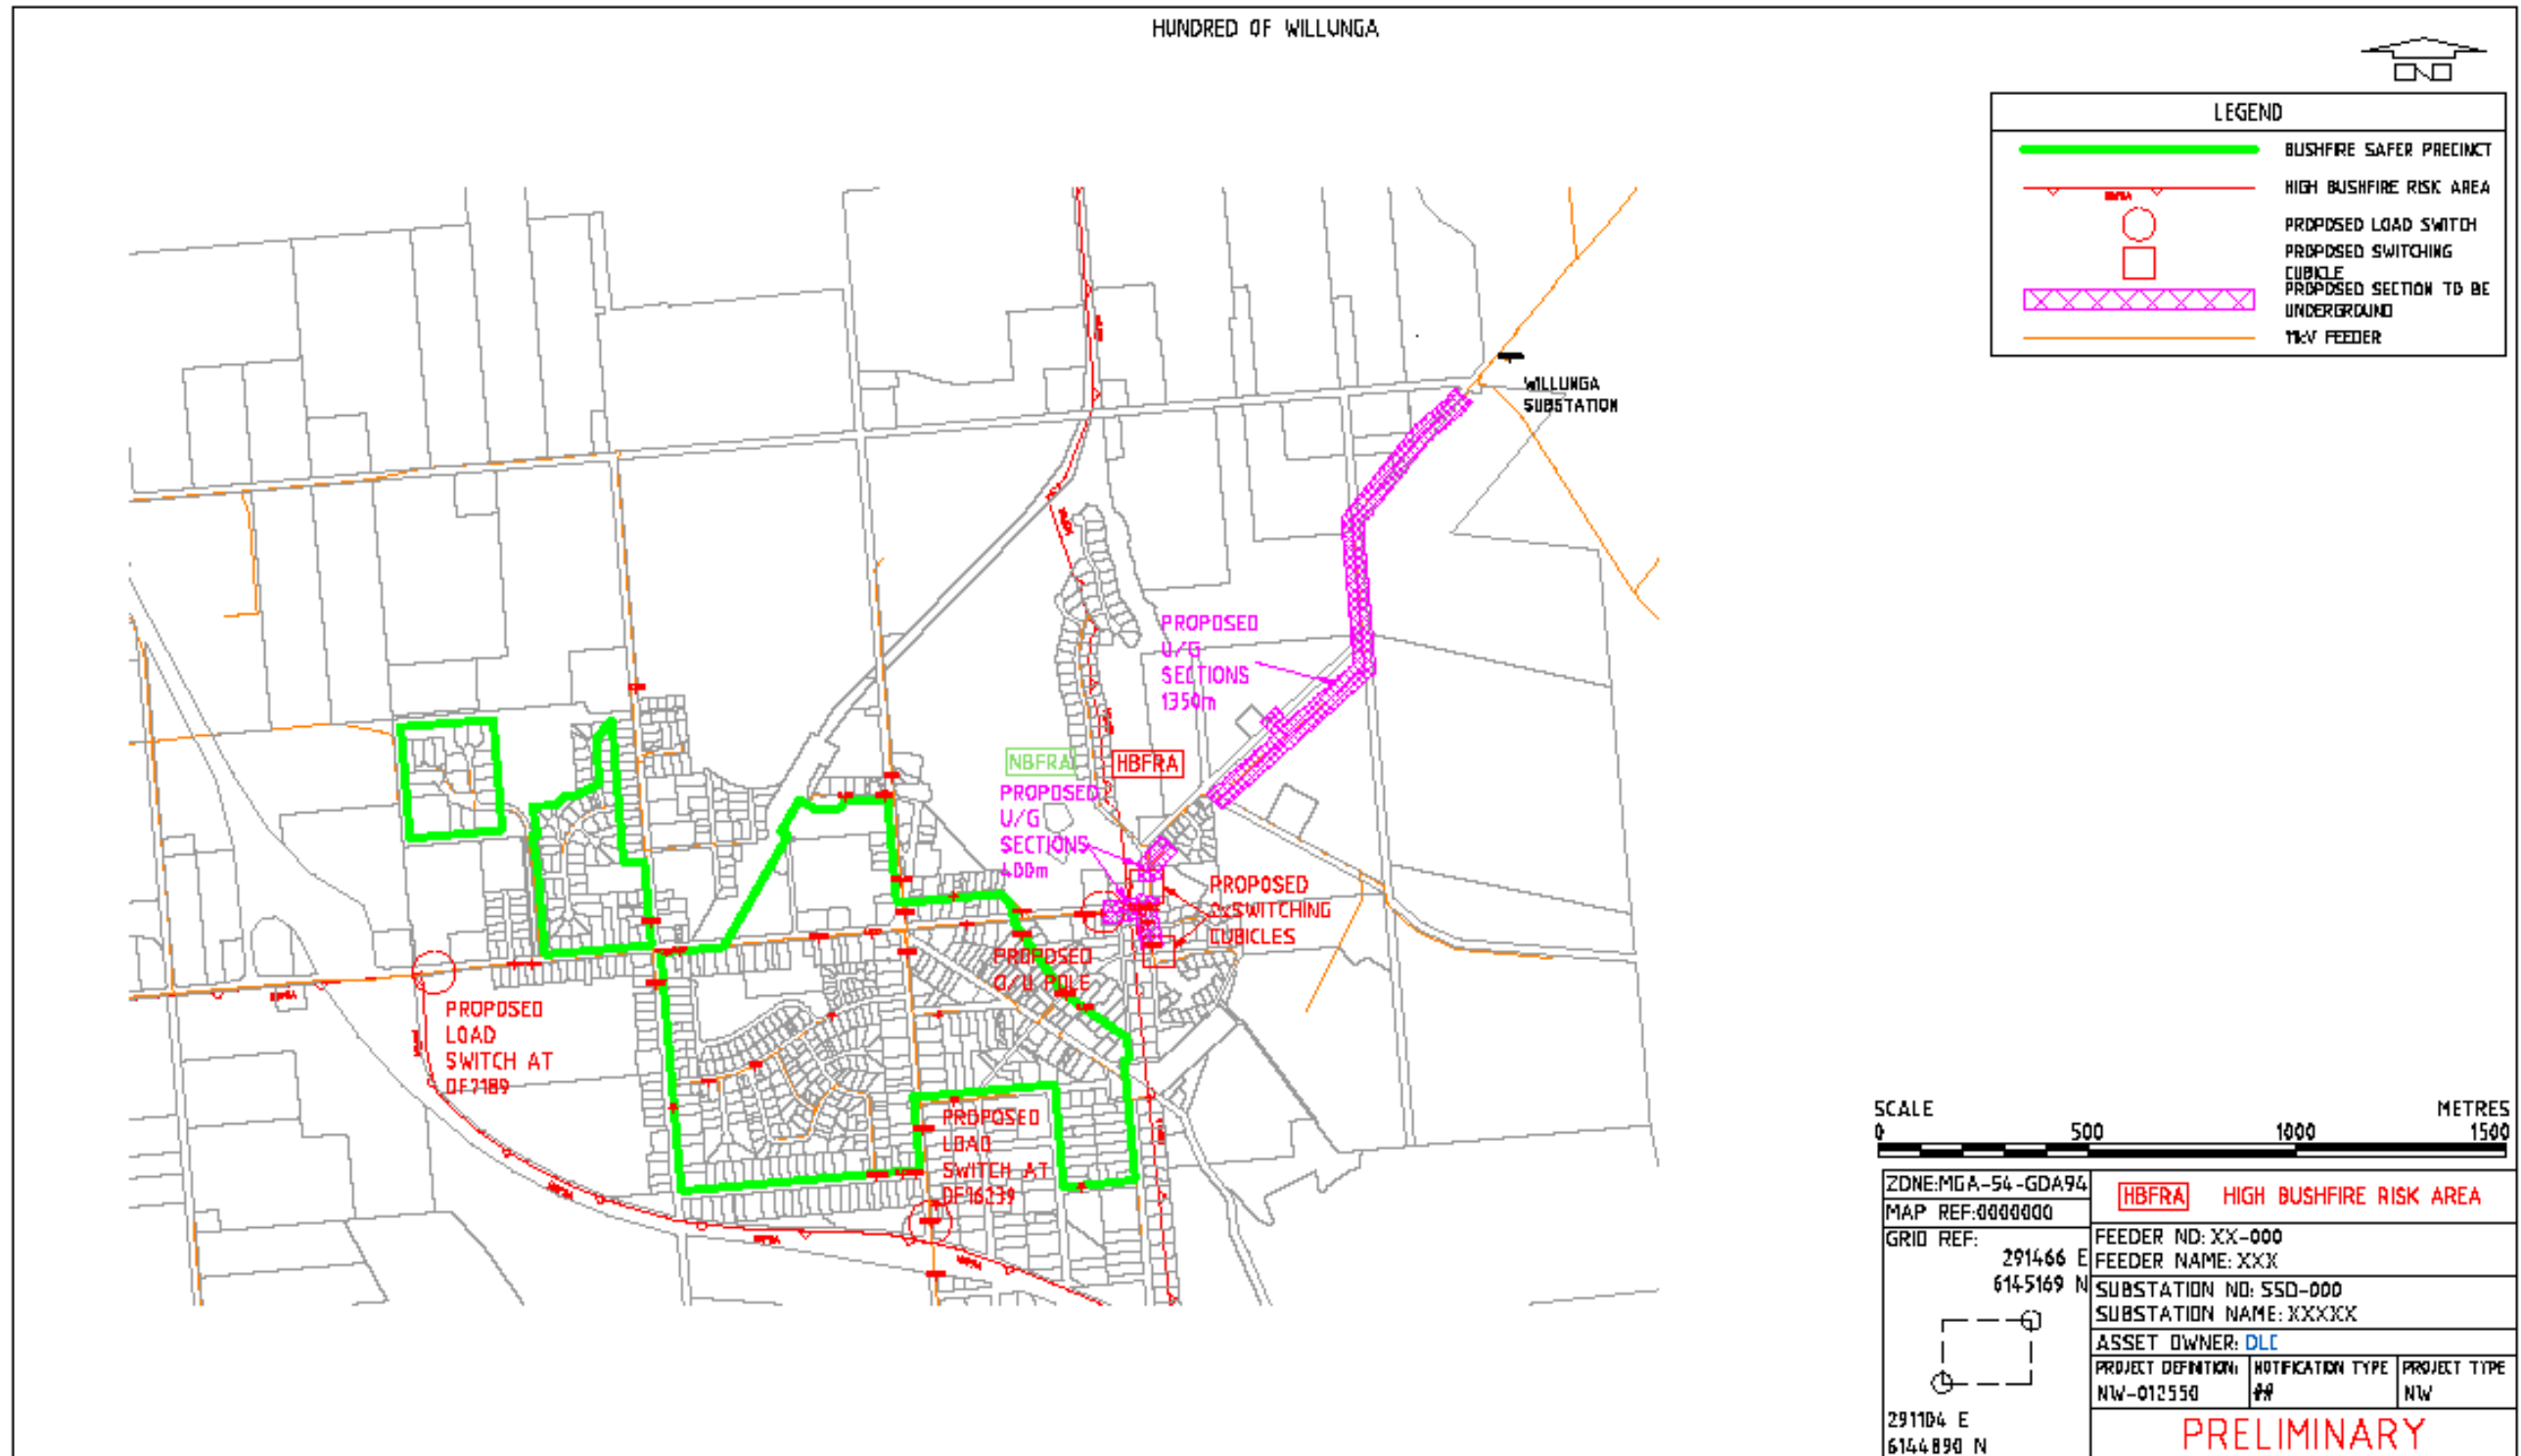 HUNDRED OF WILLUNGA
LEGEND
BUSHFIRE SAFER PRECINCT
HIGH BUSHFIRE RISK AREA
PROPOSED LOAD SWITCH
PROPOSED SWITCHING
CUBICLE
PROPOSED SECTION TO BE
UNDERGROUND
11kV FEEDER
WILLUNGA
SUBSTATION
PROPOSED
U/G
SECTIONS
1350m
NBFRA
HBFRA
PROPOSED
U/G
SECTIONS
400m
PROPOSED
SWITCHING
CUBICLES
PROPOSED
O/U POLE
PROPOSED
LOAD
SWITCH AT
DF7189
PROPOSED
LOAD
SWITCH AT
DF16239
SCALE
METRES
0 500 1000 1500
ZONE:MGA-54-GDA94
MAP REF:0000000
GRID REF:
291466 E
6145169 N
291104 E
6144890 N
HBFRA HIGH BUSHFIRE RISK AREA
FEEDER NO: XX-000
FEEDER NAME: XXX
SUBSTATION NO: SSD-000
SUBSTATION NAME: XXXXX
ASSET OWNER: DLC
PROJECT DEFINITION: NOTIFICATION TYPE PROJECT TYPE
NW-012550 ## NW
PRELIMINARY